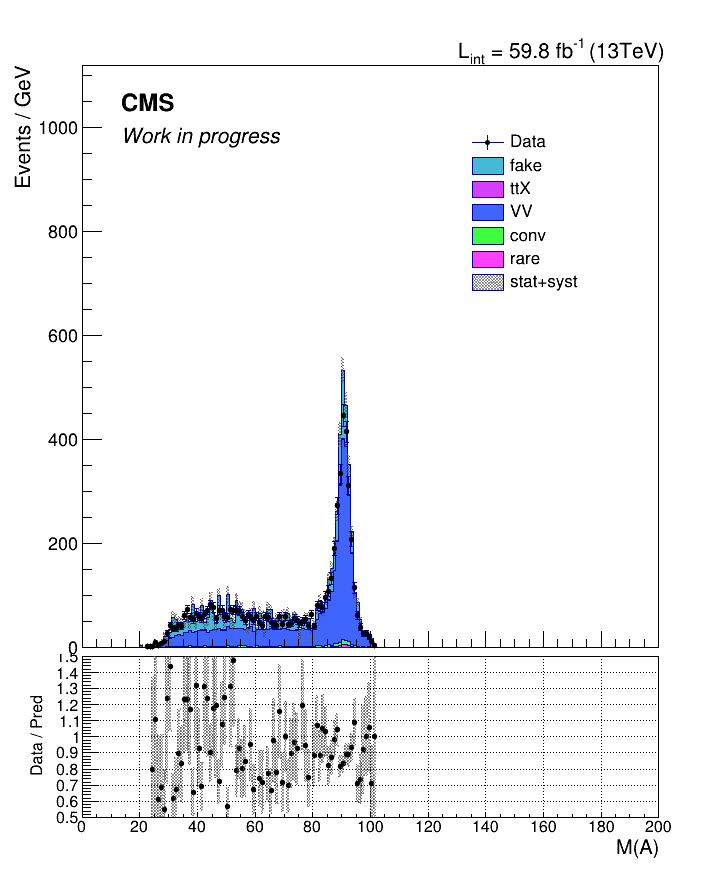 L_int = 59.8 fb^-1 (13TeV)
Events / GeV
CMS
Work in progress
1000
800
600
400
200
0
Data
fake
ttX
VV
conv
rare
stat+syst
Data / Pred
1.5
1.4
1.3
1.2
1.1
1
0.9
0.8
0.7
0.6
0.5
0 20 40 60 80 100 120 140 160 180 200
M(A)